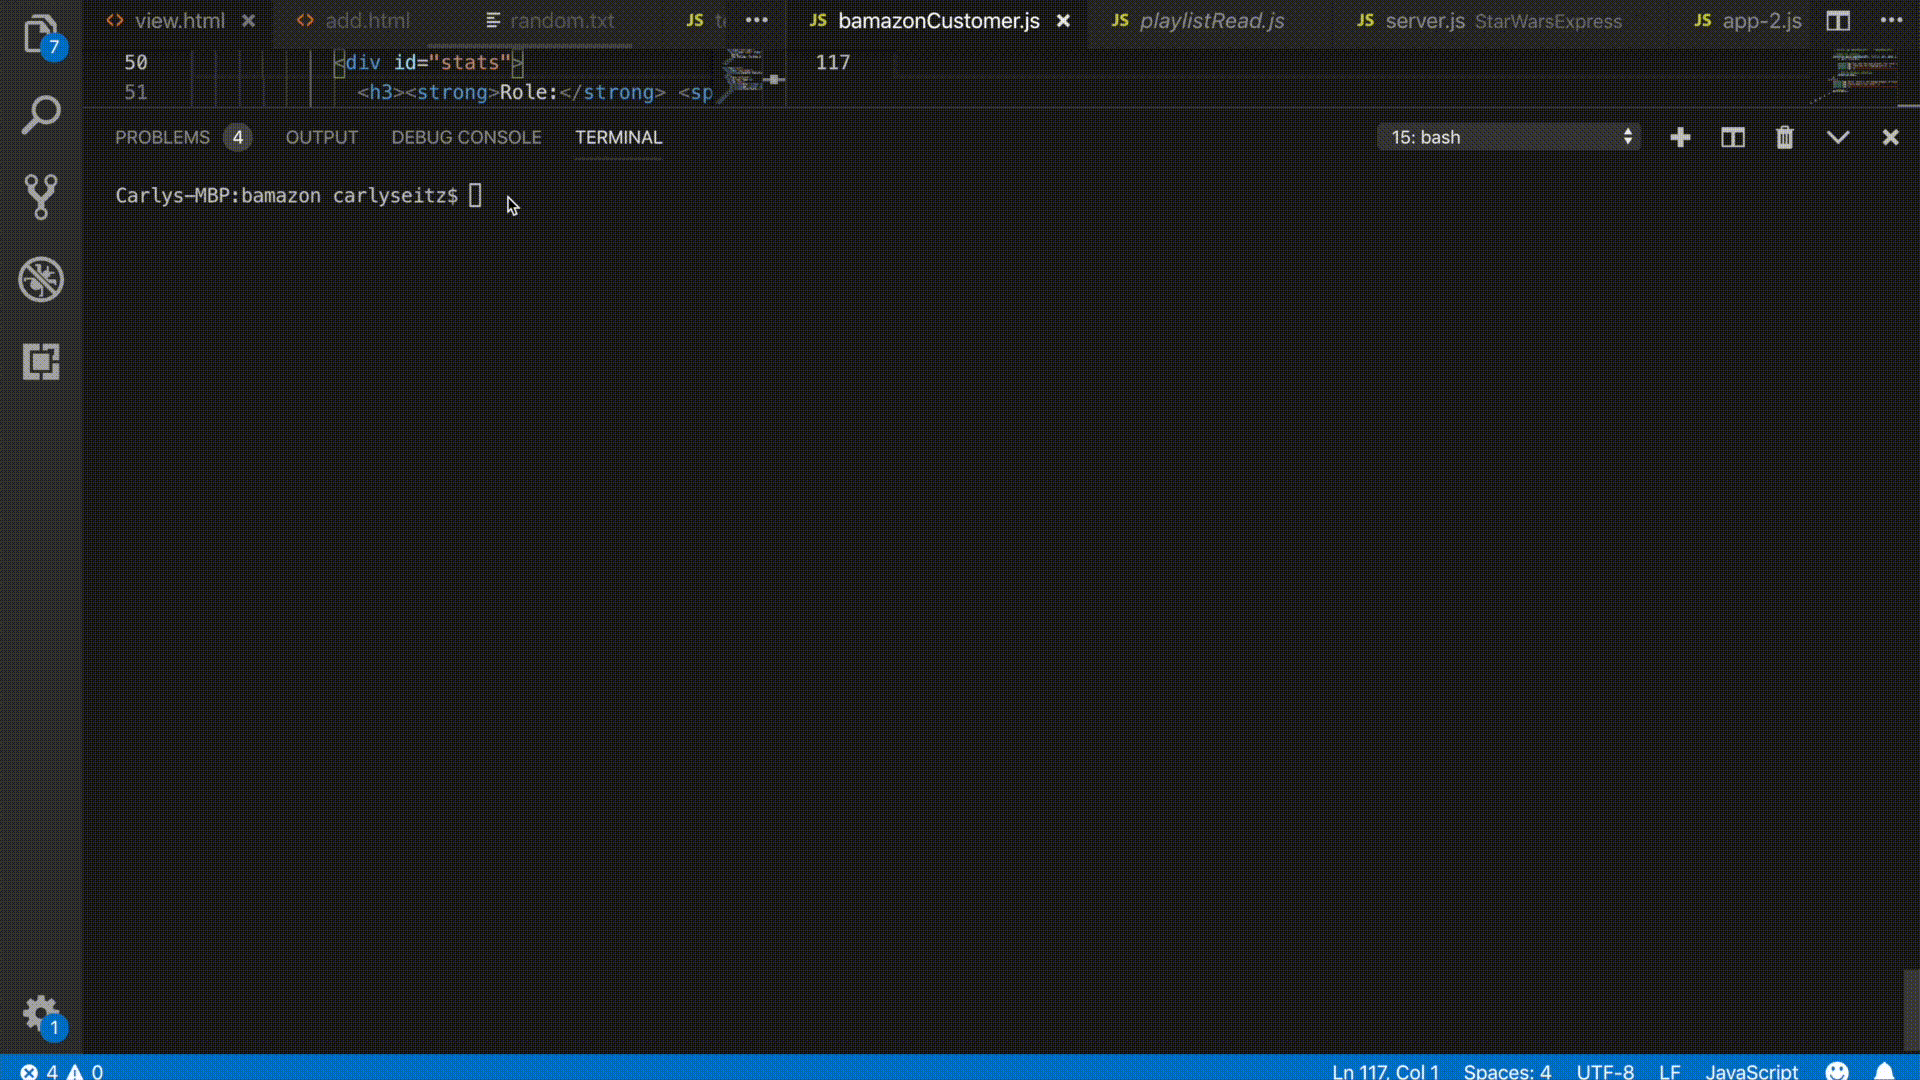 7
view.html
add.html
random.txt
JS
JS bamazonCustomer.js
JS playlistRead.js
JS server.js StarWarsExpress
JS app-2.js
50 <div id="stats">
51 <h3><strong>Role:</strong> <sp
117
PROBLEMS 4 OUTPUT DEBUG CONSOLE TERMINAL
15: bash
Carlys-MBP:bamazon carlyseitz$
1
4 0
Ln 117, Col 1 Spaces: 4 UTF-8 LF JavaScript